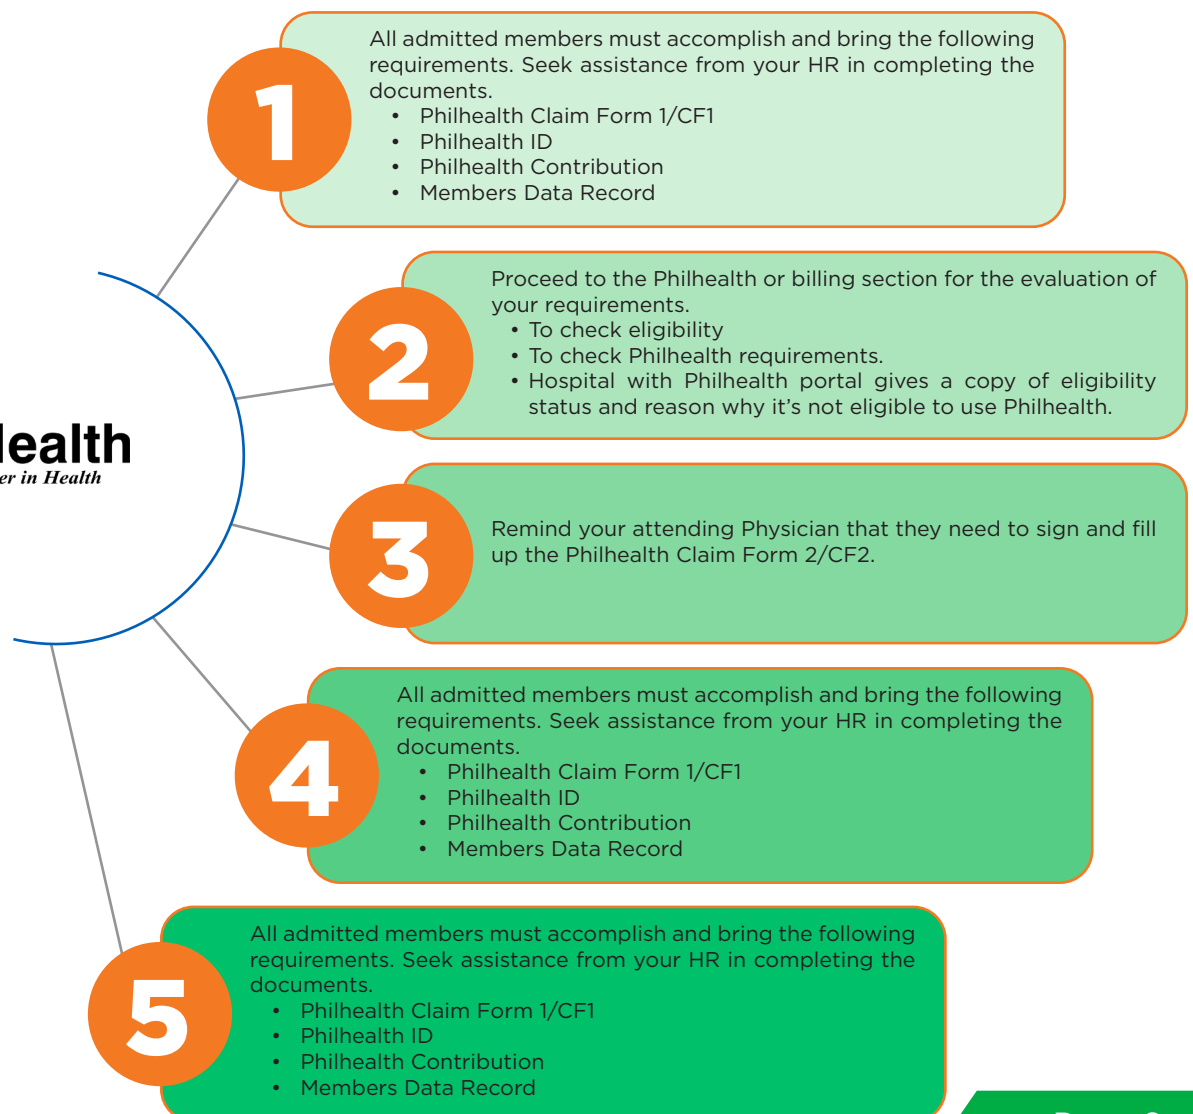 1
All admitted members must accomplish and bring the following
requirements. Seek assistance from your HR in completing the
documents.
• Philhealth Claim Form 1/CF1
• Philhealth ID
• Philhealth Contribution
• Members Data Record
2
Proceed to the Philhealth or billing section for the evaluation of
your requirements.
• To check eligibility
• To check Philhealth requirements.
• Hospital with Philhealth portal gives a copy of eligibility
status and reason why it's not eligible to use Philhealth.
ealth
er in Health
3
Remind your attending Physician that they need to sign and fill
up the Philhealth Claim Form 2/CF2.
4
All admitted members must accomplish and bring the following
requirements. Seek assistance from your HR in completing the
documents.
• Philhealth Claim Form 1/CF1
• Philhealth ID
• Philhealth Contribution
• Members Data Record
5
All admitted members must accomplish and bring the following
requirements. Seek assistance from your HR in completing the
documents.
• Philhealth Claim Form 1/CF1
• Philhealth ID
• Philhealth Contribution
• Members Data Record